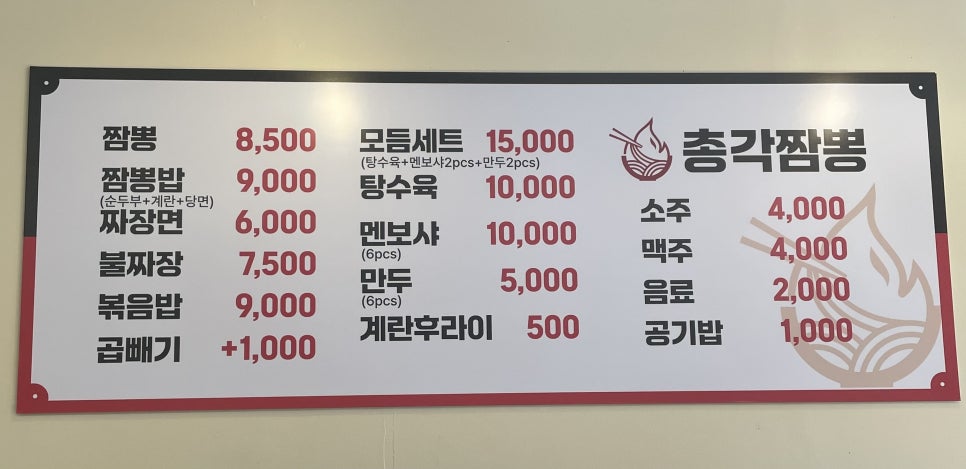 짬뽕 8,500
짬뽕밥 9,000
(순두부+계란+당면)
짜장면 6,000
불짜장 7,500
볶음밥 9,000
곱빼기 +1,000
모듬세트 15,000
(탕수육+멘보샤2pcs+만두2pcs)
탕수육 10,000
멘보샤 10,000
(6pcs)
만두 5,000
(6pcs)
계란후라이 500
총각짬뽕
소주 4,000
맥주 4,000
음료 2,000
공기밥 1,000